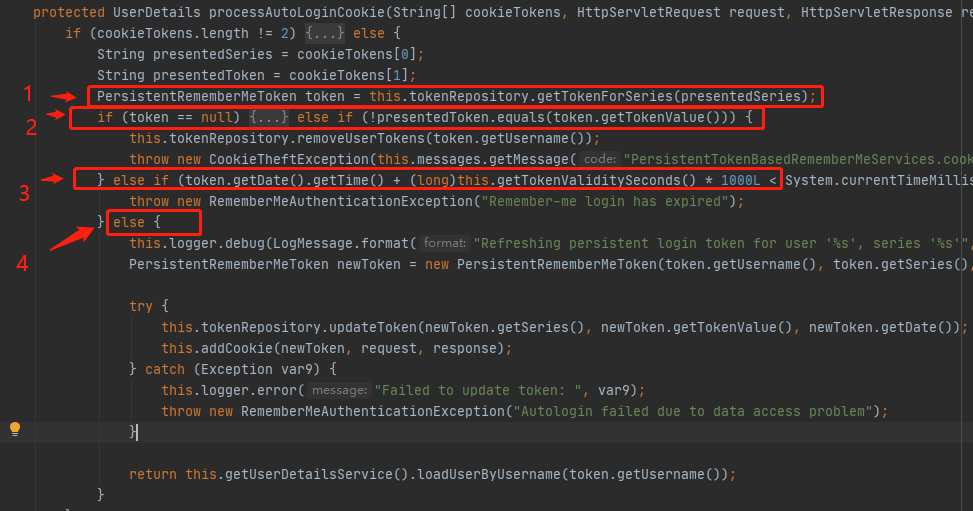 protected UserDetails processAutoLoginCookie(String[] cookieTokens, HttpServletRequest request, HttpServletResponse re
if (cookieTokens.length != 2) {...} else {
String presentedSeries = cookieTokens[0];
String presentedToken = cookieTokens[1];
1 PersistentRememberMeToken token = this.tokenRepository.getTokenForSeries(presentedSeries);
2 if (token == null) {...} else if (!presentedToken.equals(token.getTokenValue())) {
this.tokenRepository.removeUserTokens(token.getUsername());
throw new CookieTheftException(this.messages.getMessage( code: "PersistentTokenBasedRememberMeServices.cook
3 } else if (token.getDate().getTime() + (long)this.getTokenValiditySeconds() * 1000L < System.currentTimeMillis
throw new RememberMeAuthenticationException("Remember-me login has expired");
4 } else {
this.logger.debug(LogMessage.format( format: "Refreshing persistent login token for user '%s', series '%s'",
PersistentRememberMeToken newToken = new PersistentRememberMeToken(token.getUsername(), token.getSeries(),
try {
this.tokenRepository.updateToken(newToken.getSeries(), newToken.getTokenValue(), newToken.getDate());
this.addCookie(newToken, request, response);
} catch (Exception var9) {
this.logger.error( message: "Failed to update token: ", var9);
throw new RememberMeAuthenticationException("Autologin failed due to data access problem");
}
return this.getUserDetailsService().loadUserByUsername(token.getUsername());
}